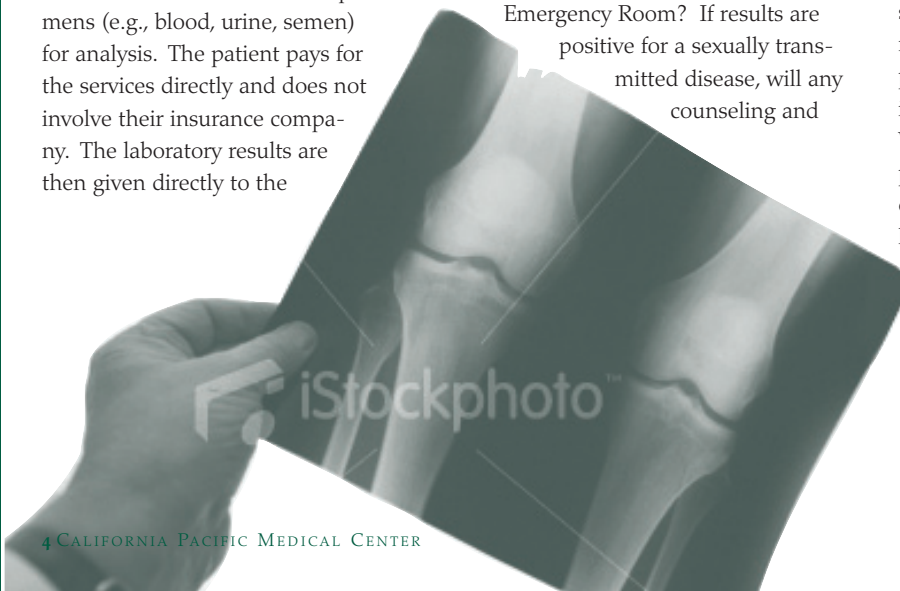 mens (e.g., blood, urine, semen)
for analysis.  The patient pays for
the services directly and does not
involve their insurance compa-
ny.  The laboratory results are
then given directly to the
Emergency Room?  If results are
positive for a sexually trans-
mitted disease, will any
counseling and
iStockphoto™
4 California Pacific Medical Center